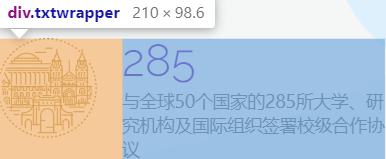 div.txtwrapper 210 × 98.6
285
与全球50个国家的285所大学、研
究机构及国际组织签署校级合作协
议